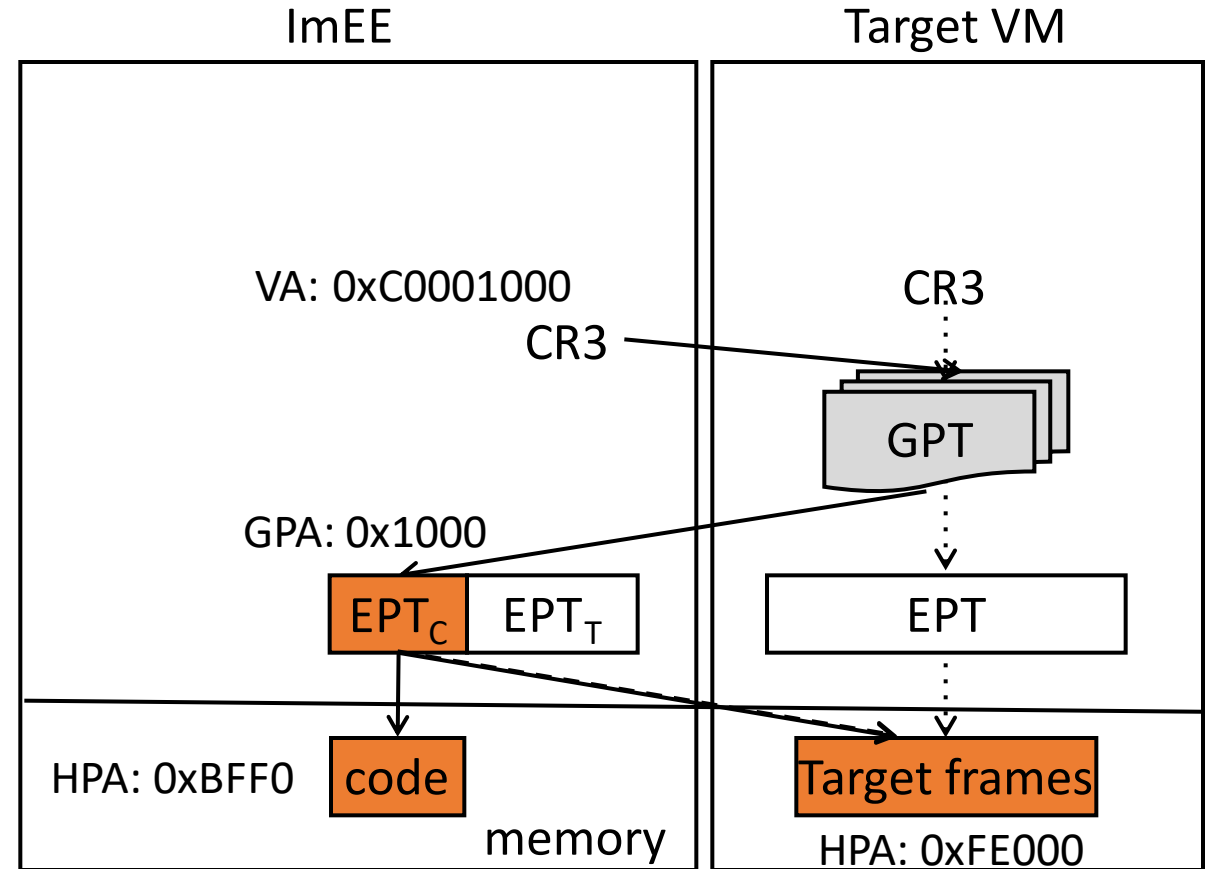 ImEE
Target VM
VA: 0xC0001000
CR3
CR3
GPT
GPA: 0x1000
EPTC
EPTT
EPT
HPA: 0xBFF0
code
Target frames
memory
HPA: 0xFE000